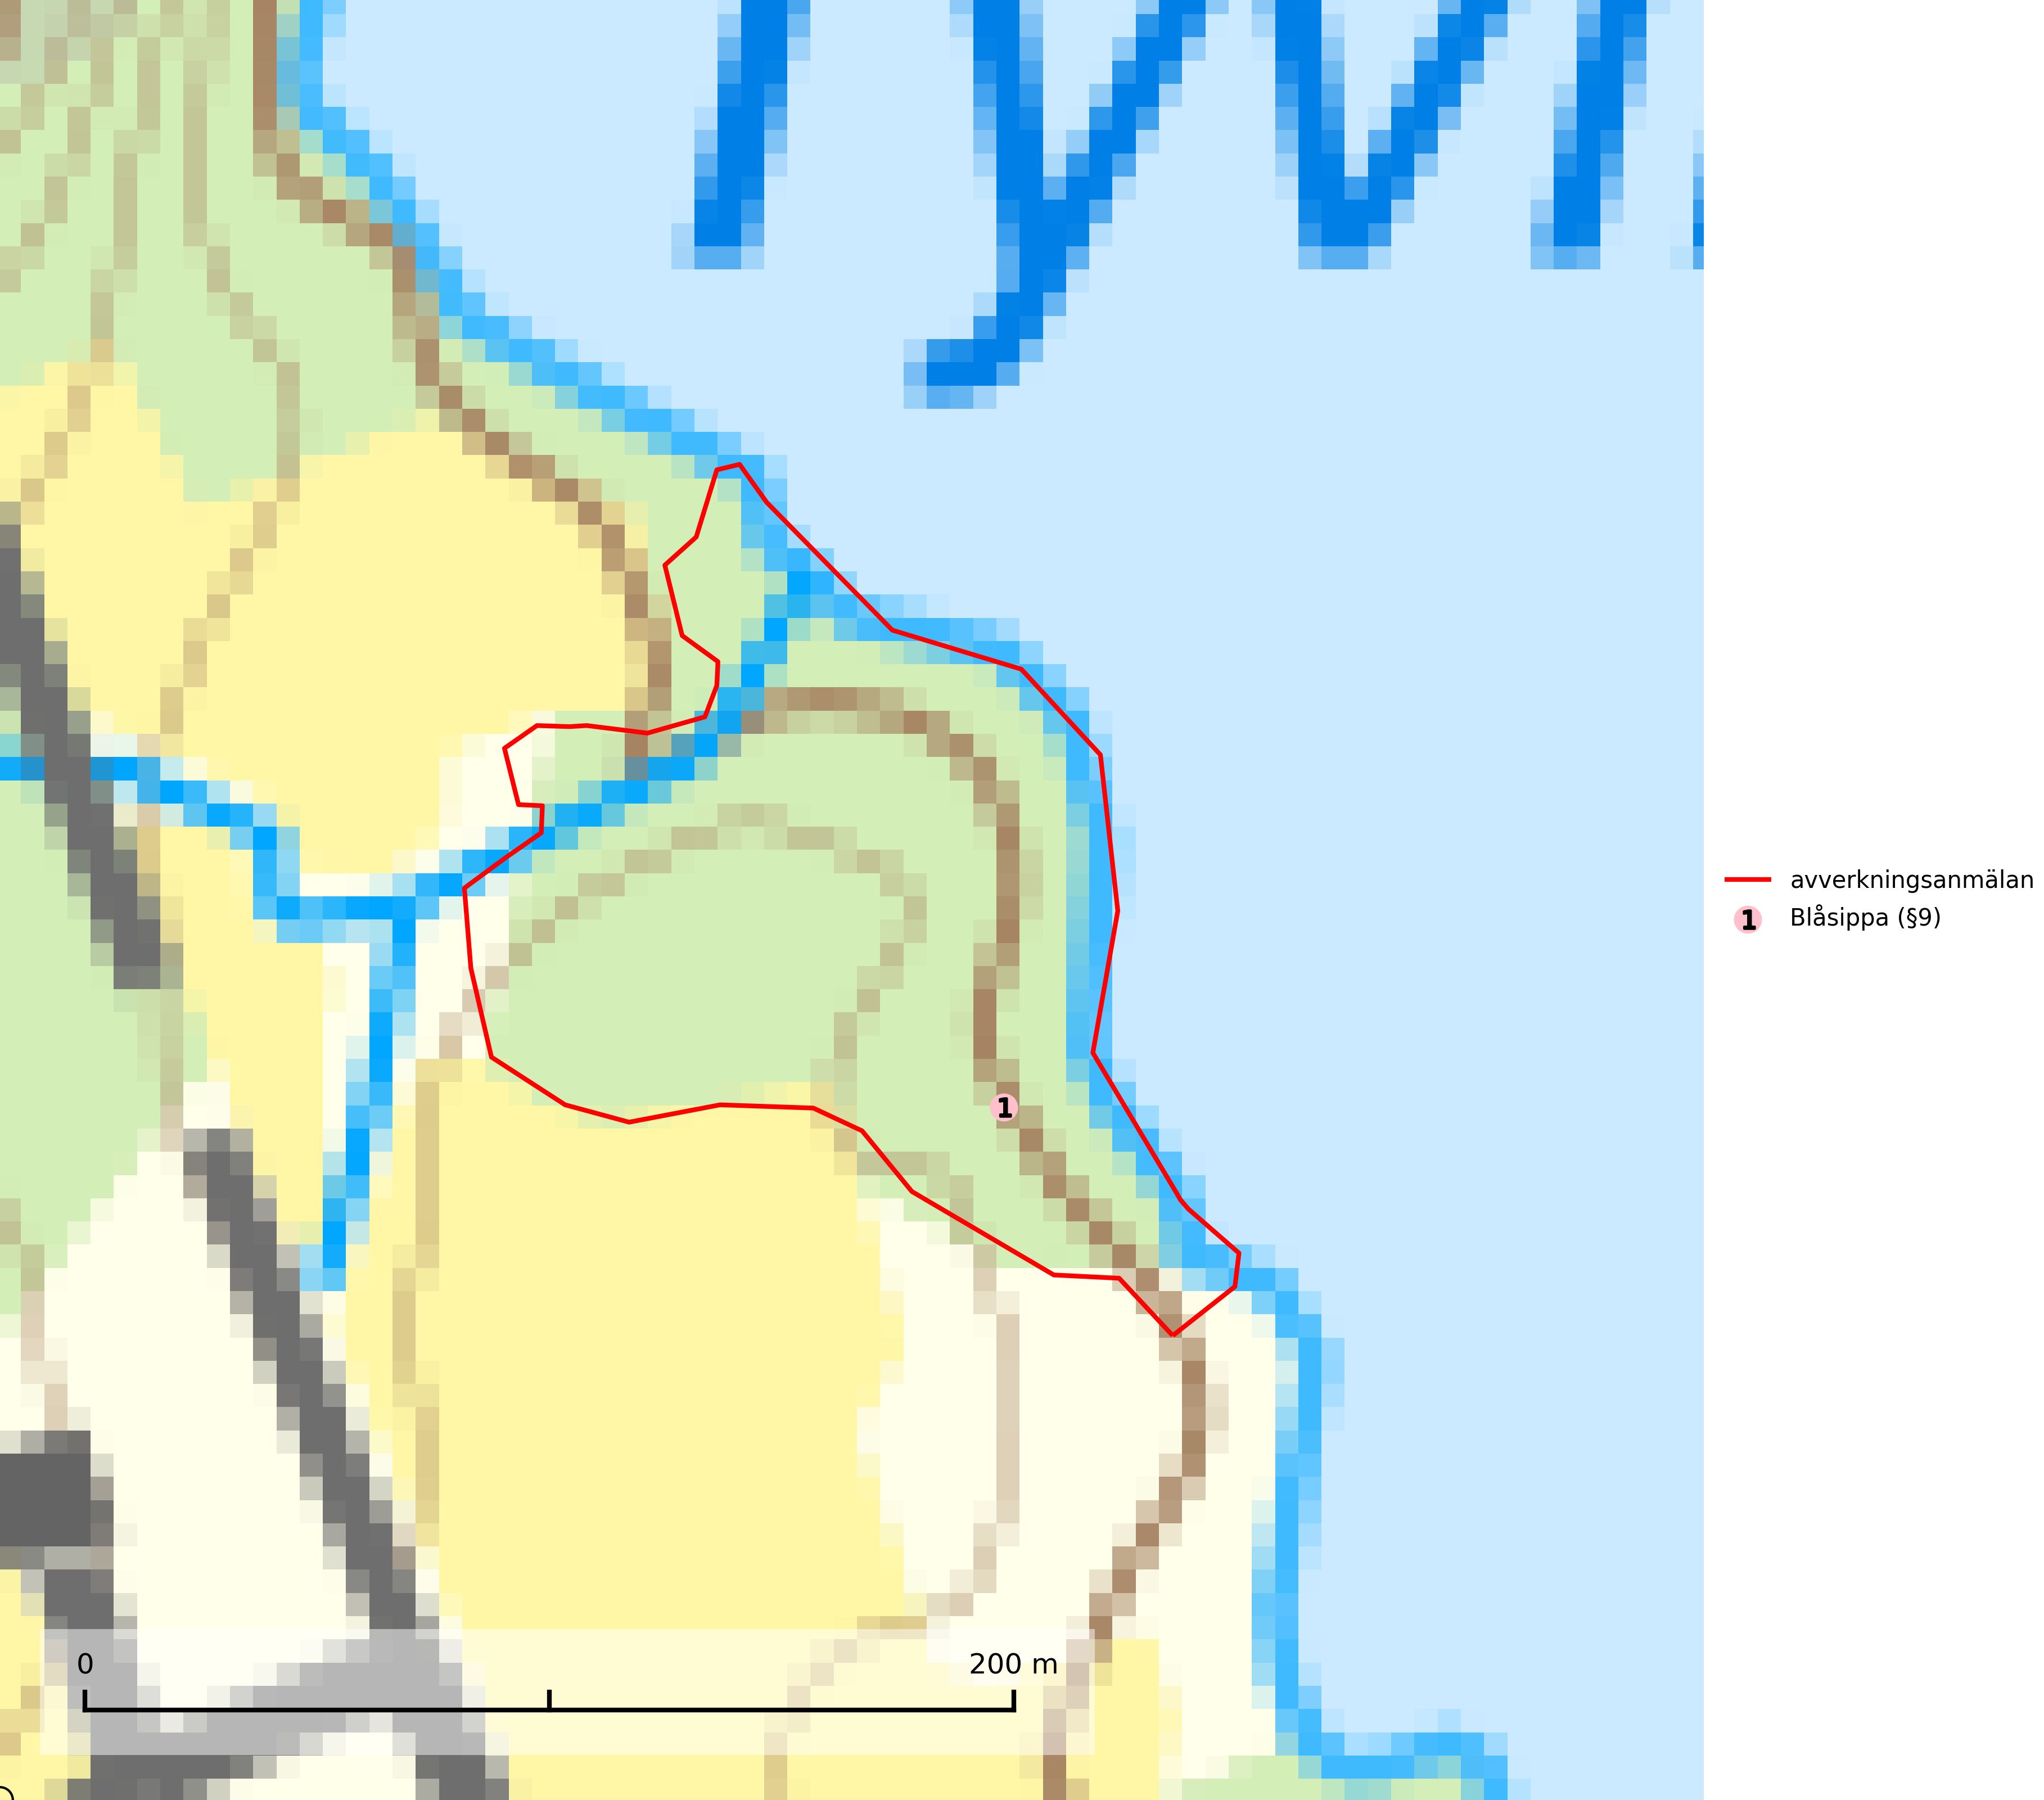 1
avverkningsanmälan
1 Blåsippa (§9)
0 200 m